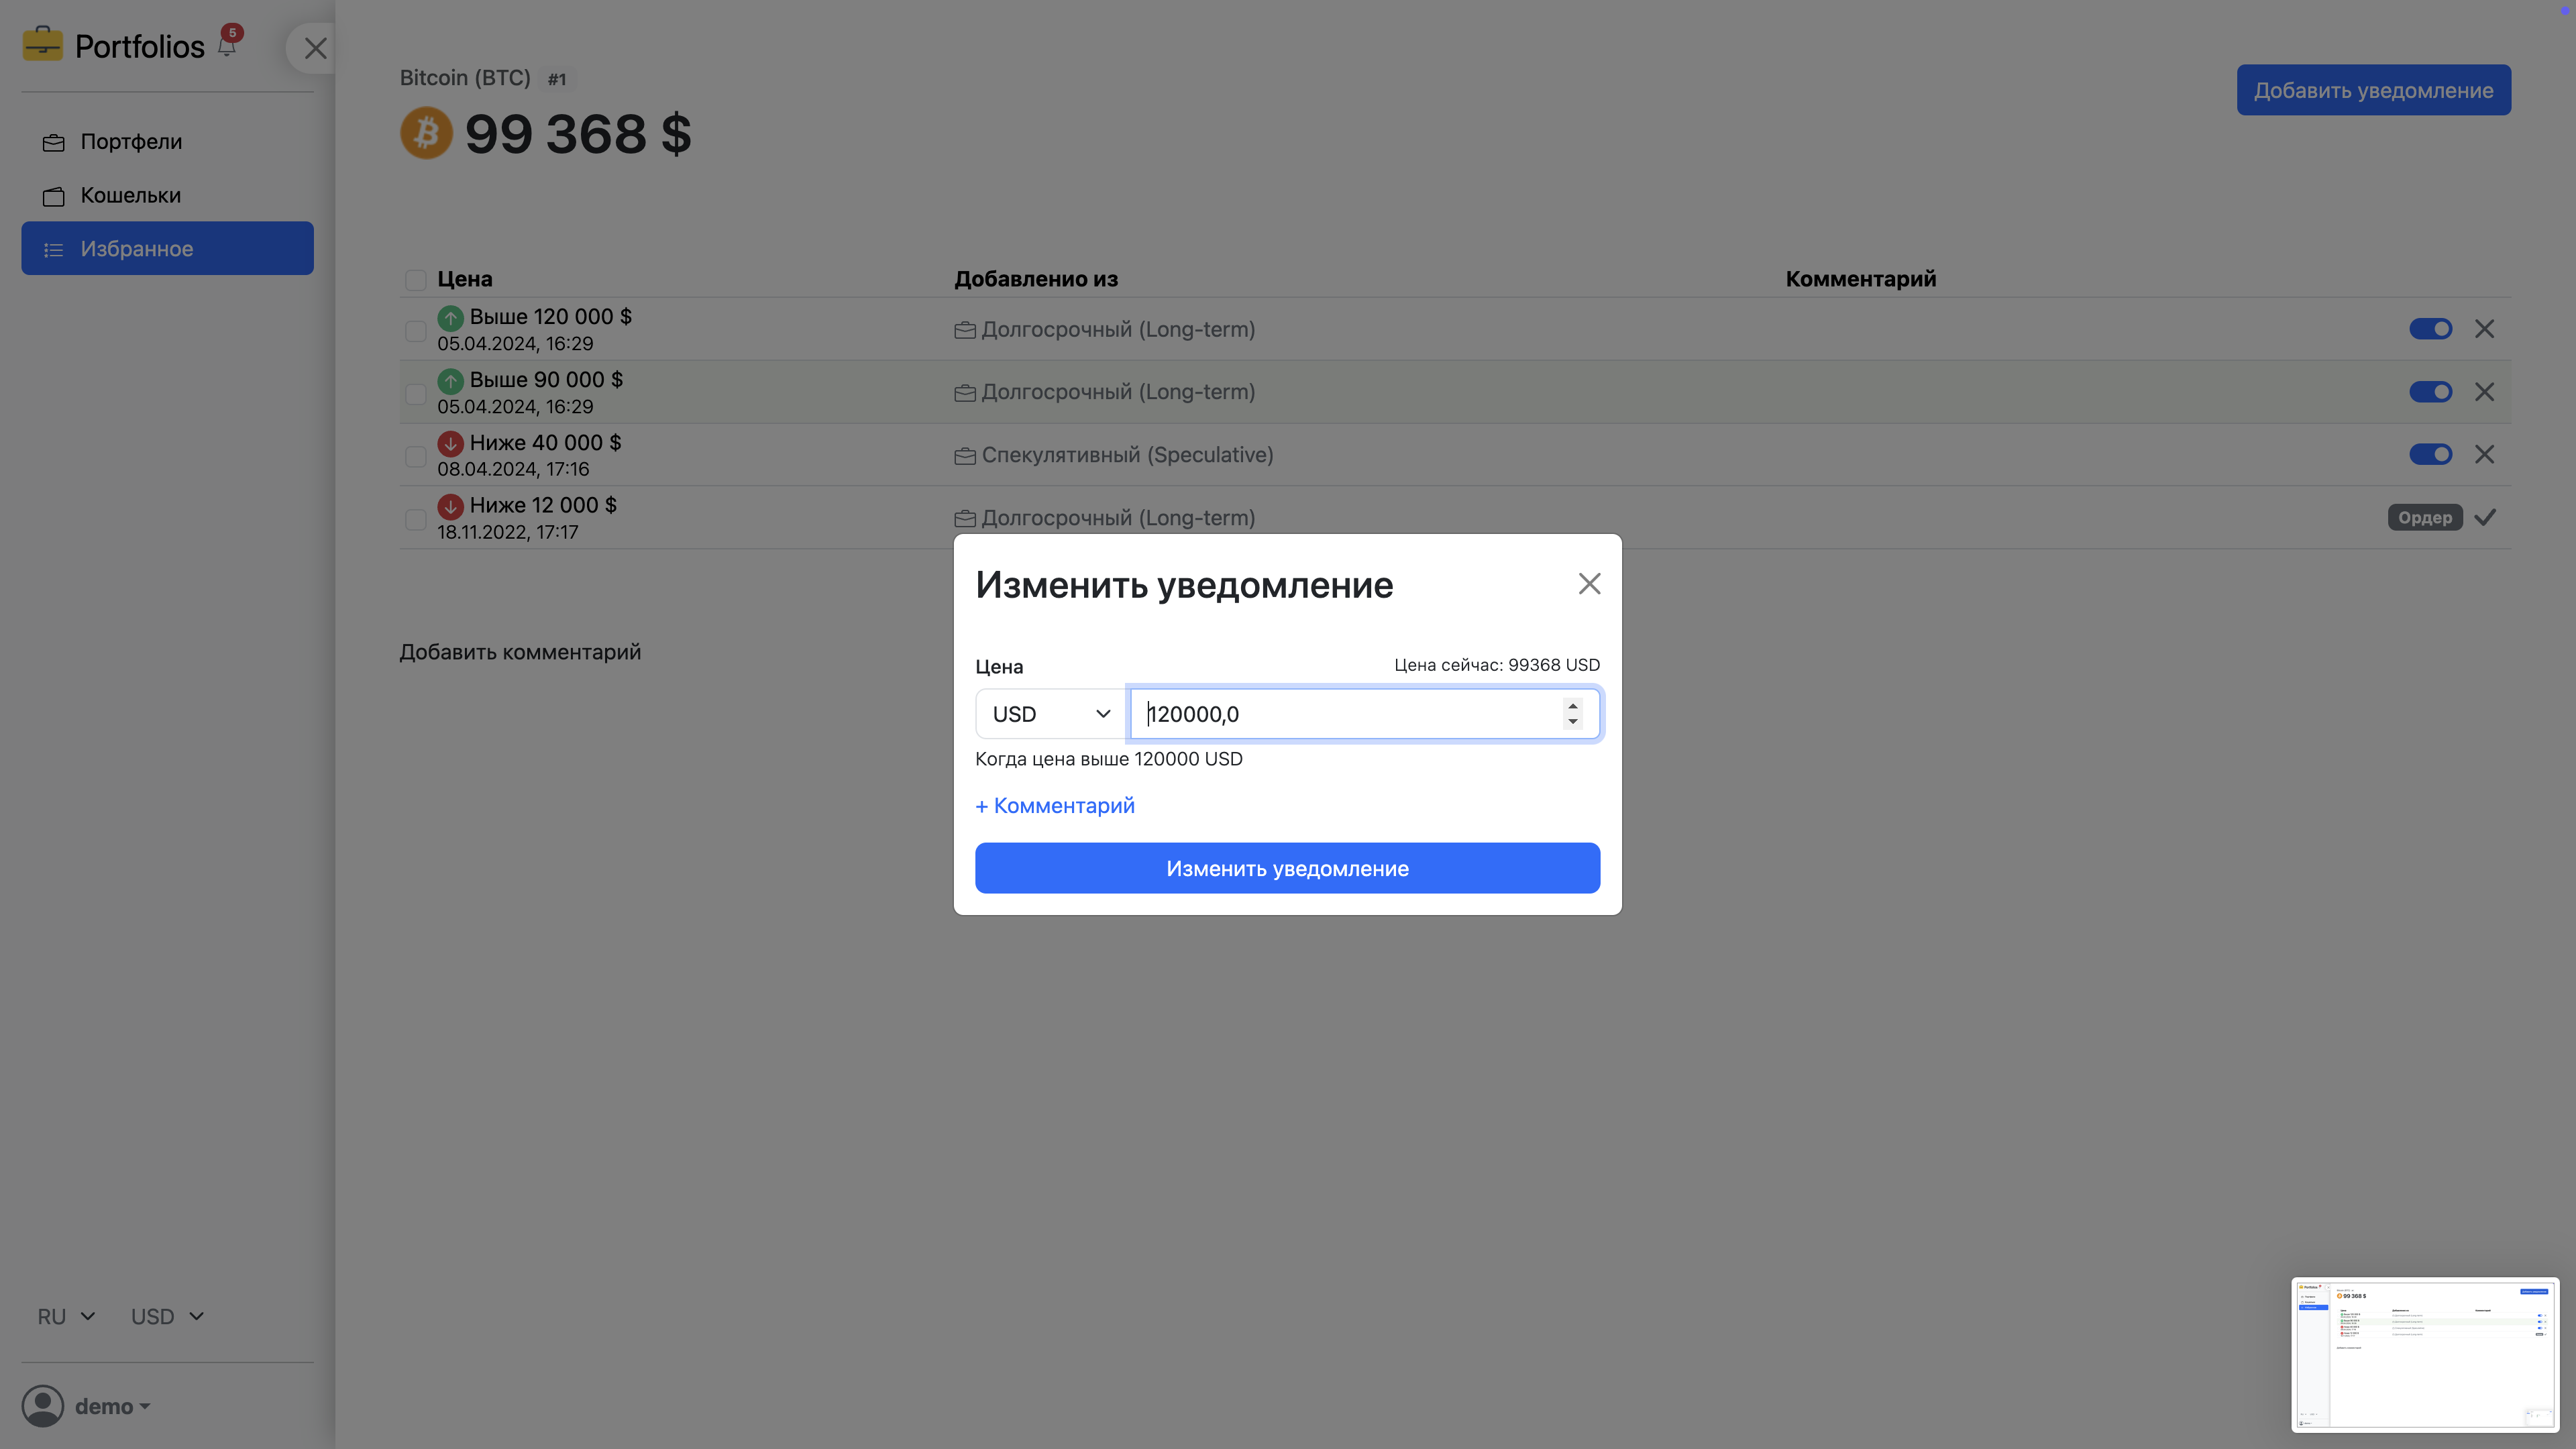 Portfolios
5
Портфели
Кошельки
Избранное
Bitcoin (BTC) #1
99 368 $
Добавить уведомление
Цена Добавленио из Комментарий
Выше 120 000 $
05.04.2024, 16:29
Долгосрочный (Long-term)
Выше 90 000 $
05.04.2024, 16:29
Долгосрочный (Long-term)
Ниже 40 000 $
08.04.2024, 17:16
Спекулятивный (Speculative)
Ниже 12 000 $
18.11.2022, 17:17
Долгосрочный (Long-term)
Ордер
Добавить комментарий
Изменить уведомление
Цена
Цена сейчас: 99368 USD
USD
120000,0
Когда цена выше 120000 USD
+ Комментарий
Изменить уведомление
RU USD
demo